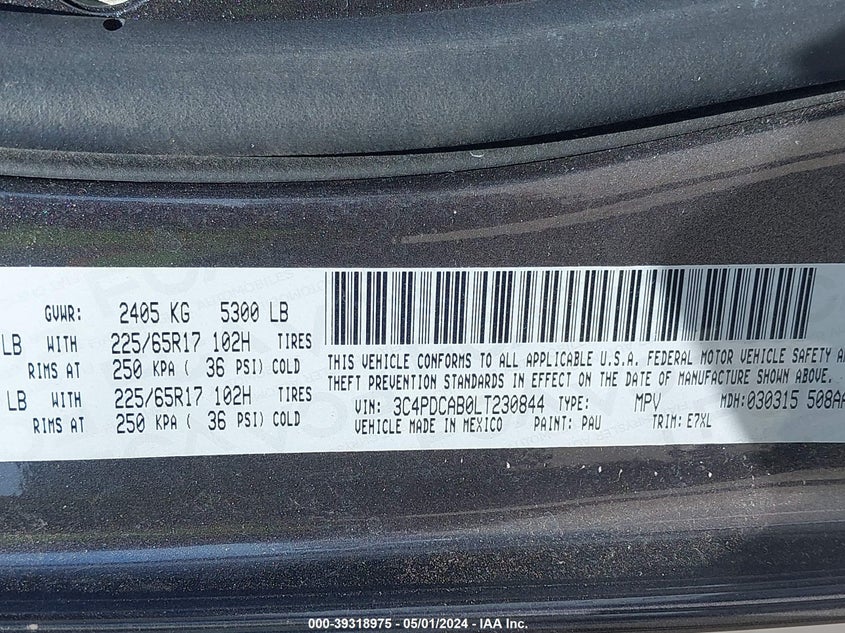 GVWR: 2405 KG 5300 LB
LB WITH 225/65R17 102H TIRES
RIMS AT 250 KPA ( 36 PSI) COLD
LB WITH 225/65R17 102H TIRES
RIMS AT 250 KPA ( 36 PSI) COLD
THIS VEHICLE CONFORMS TO ALL APPLICABLE U.S.A. FEDERAL MOTOR VEHICLE SAFETY
THEFT PREVENTION STANDARDS IN EFFECT ON THE DATE OF MANUFACTURE SHOWN ABOVE.
VIN: 3C4PDCAB0LT230844 TYPE: MPV MDH:030315 508AA
VEHICLE MADE IN MEXICO PAINT: PAU TRIM: E7XL
000-39318975 - 05/01/2024 - IAA Inc.